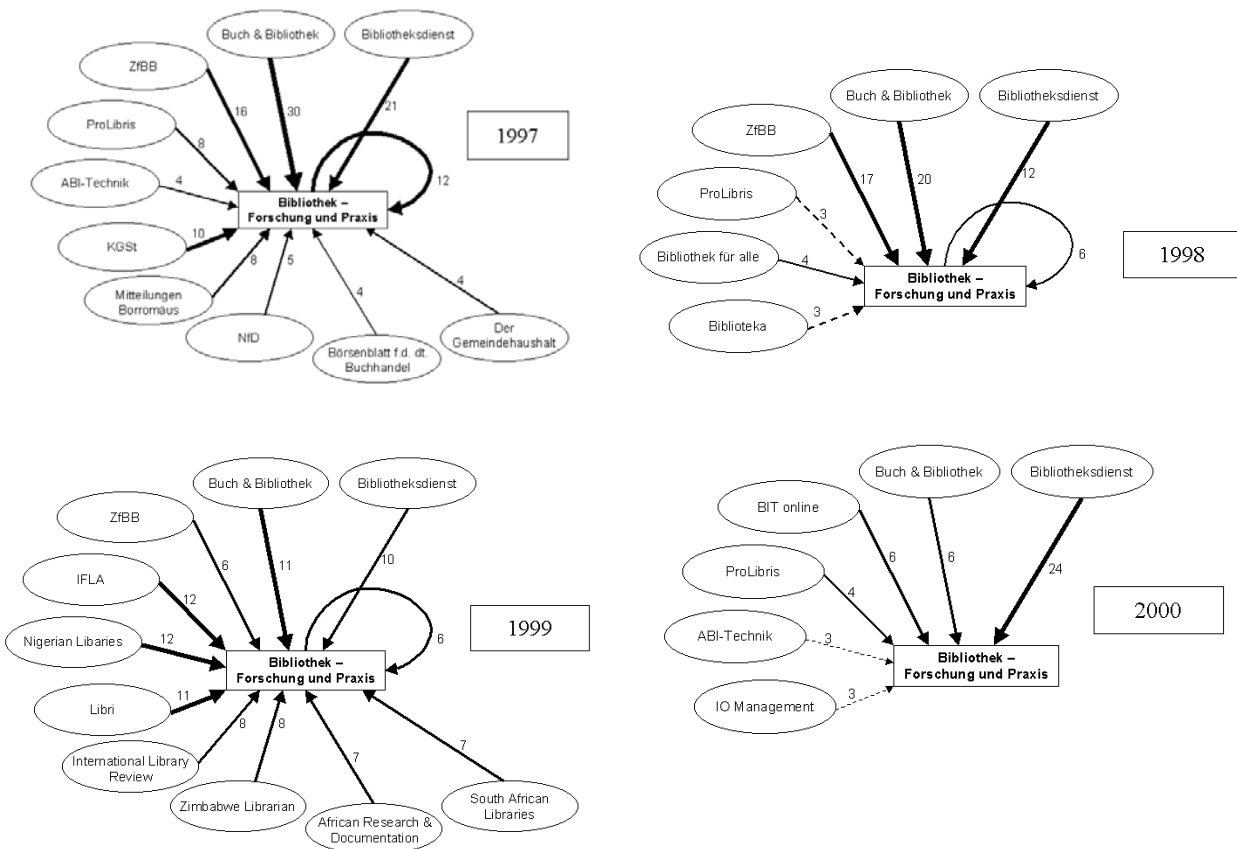 Buch & Bibliothek
Bibliotheksdienst
ZfBB
16
30
21
ProLibris
8
1997
ABI-Technik
4
12
Bibliothek –
Forschung und Praxis
KGSt
10
Mitteilungen
Borromäus
8
5
NfD
4
Börsenblatt f.d. dt.
Buchhandel
4
Der
Gemeindehaushalt
Buch & Bibliothek
Bibliotheksdienst
ZfBB
17
20
12
ProLibris
3
Bibliothek für alle
4
6
1998
Bibliothek –
Forschung und Praxis
Biblioteka
3
Buch & Bibliothek
Bibliotheksdienst
ZfBB
6
11
10
IFLA
12
1999
Nigerian Libaries
12
6
Bibliothek –
Forschung und Praxis
Libri
11
International Library
Review
8
8
Zimbabwe Librarian
7
African Research &
Documentation
7
South African
Libraries
Buch & Bibliothek
Bibliotheksdienst
BIT online
6
6
24
ProLibris
4
2000
ABI-Technik
3
Bibliothek –
Forschung und Praxis
IO Management
3